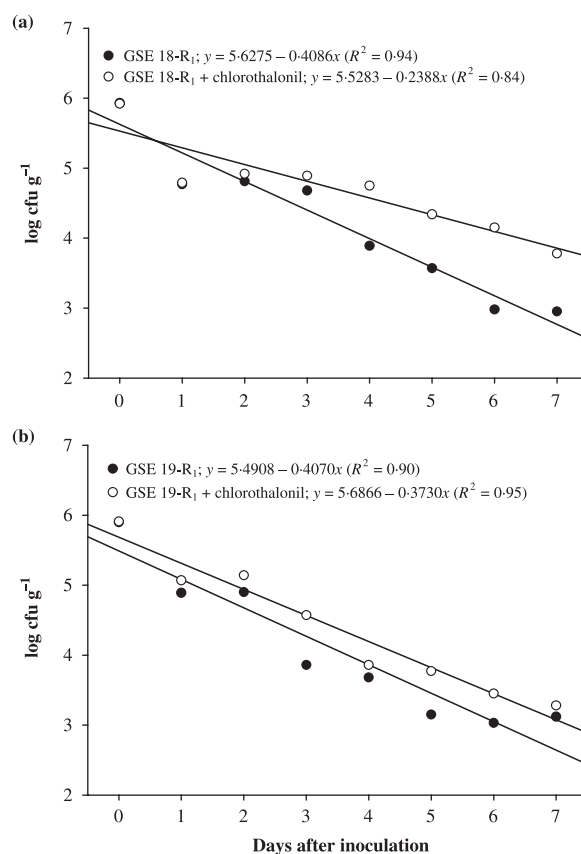 (a)
GSE 18-R₁; y = 5·6275 – 0·4086x (R² = 0·94)
GSE 18-R₁ + chlorothalonil; y = 5·5283 – 0·2388x (R² = 0·84)
7
6
5
4
3
2
log cfu g⁻¹
0 1 2 3 4 5 6 7
(b)
GSE 19-R₁; y = 5·4908 – 0·4070x (R² = 0·90)
GSE 19-R₁ + chlorothalonil; y = 5·6866 – 0·3730x (R² = 0·95)
7
6
5
4
3
2
log cfu g⁻¹
0 1 2 3 4 5 6 7
Days after inoculation